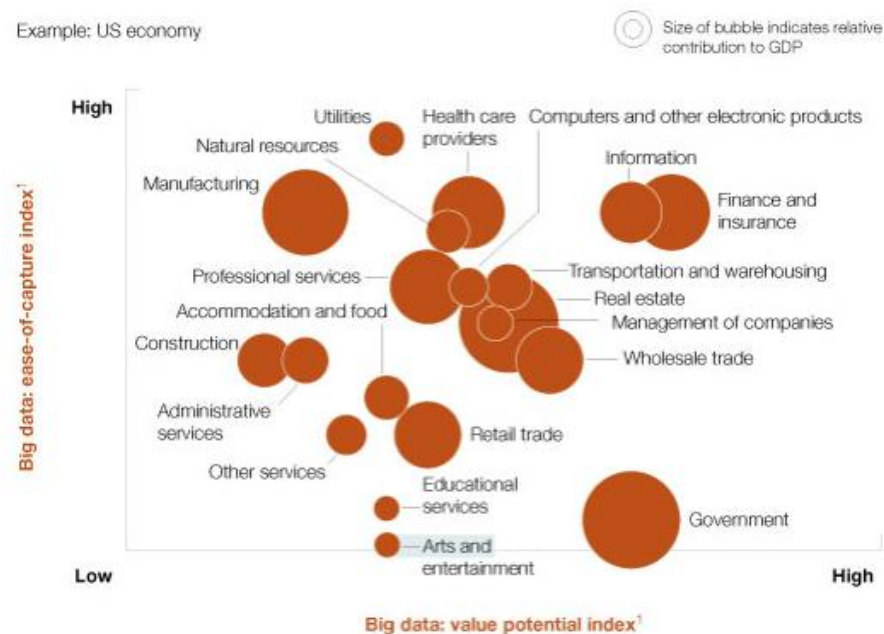 Example: US economy
Size of bubble indicates relative
contribution to GDP
High
Utilities
Health care
providers
Computers and other electronic products
Natural resources
Information
Manufacturing
Finance and
insurance
Professional services
Transportation and warehousing
Real estate
Accommodation and food
Management of companies
Construction
Wholesale trade
Administrative
services
Retail trade
Other services
Educational
services
Government
Arts and
entertainment
Big data: ease-of-capture index¹
Low
High
Big data: value potential index¹